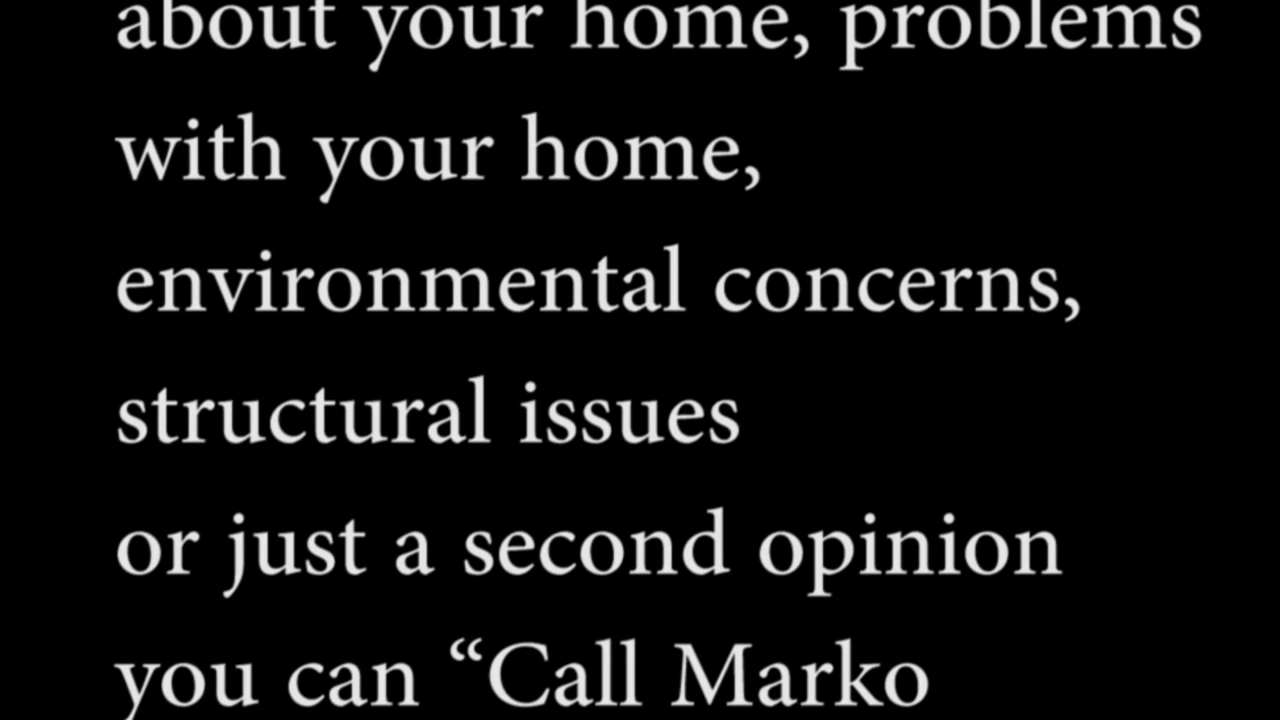 about your home, problems
with your home,
environmental concerns,
structural issues
or just a second opinion
you can “Call Marko